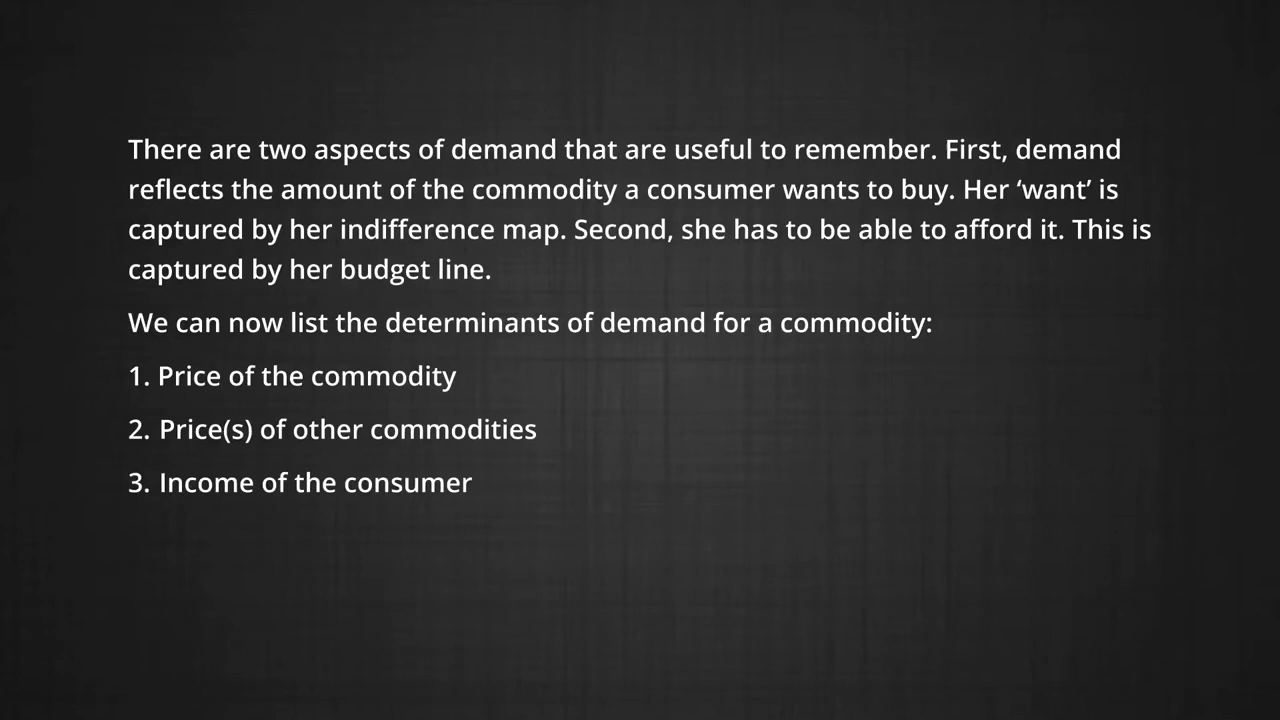 There are two aspects of demand that are useful to remember. First, demand
reflects the amount of the commodity a consumer wants to buy. Her ‘want’ is
captured by her indifference map. Second, she has to be able to afford it. This is
captured by her budget line.
We can now list the determinants of demand for a commodity:
1. Price of the commodity
2. Price(s) of other commodities
3. Income of the consumer